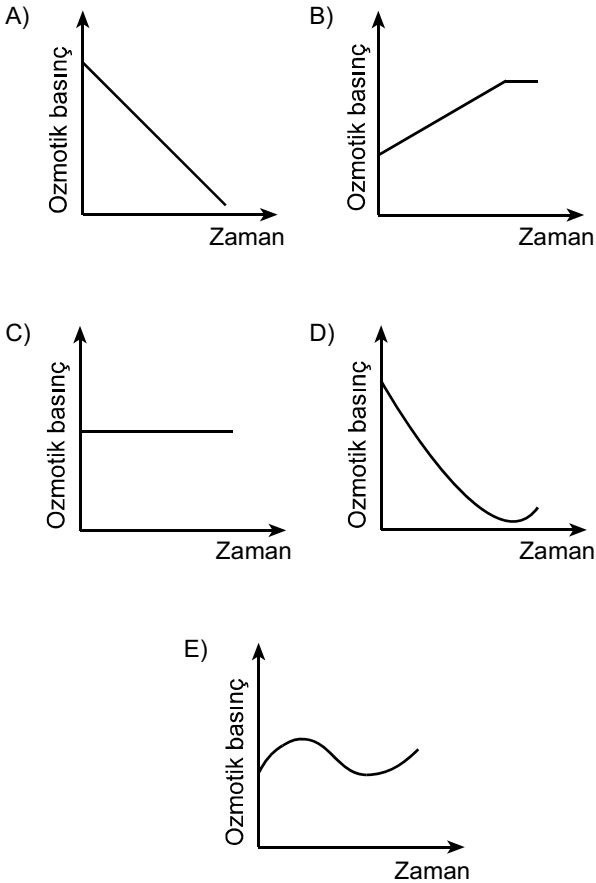 A)
Ozmotik basınç
Zaman
B)
Ozmotik basınç
Zaman
C)
Ozmotik basınç
Zaman
D)
Ozmotik basınç
Zaman
E)
Ozmotik basınç
Zaman